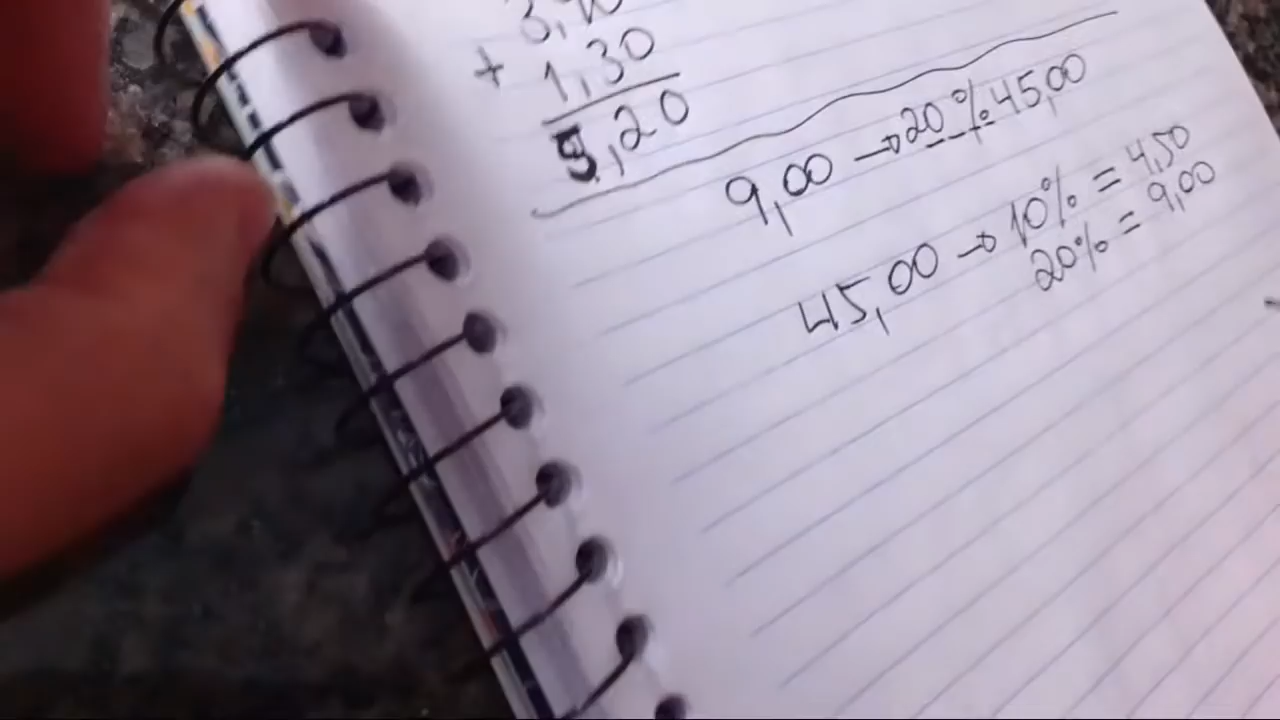 + 1,30
5,20
9,00 → 20% 45,00
45,00 → 10% = 4,50
20% = 9,00